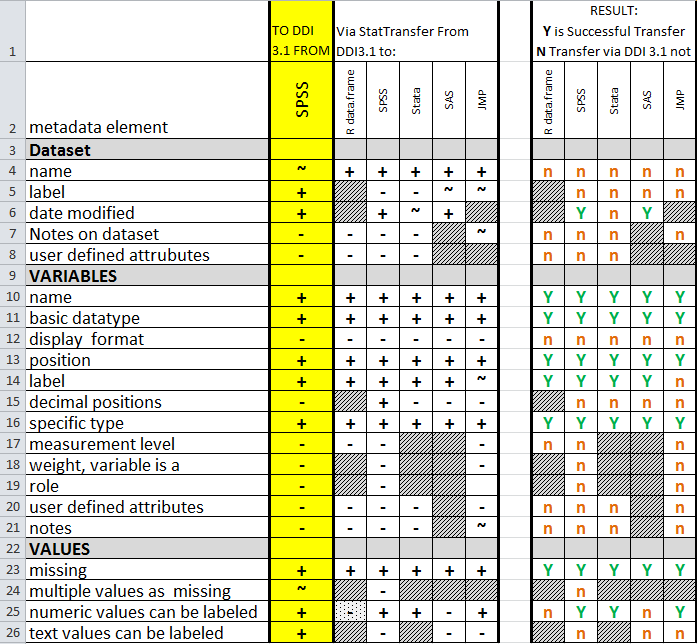 TO DDI Via StatTransfer From RESULT:
Y is Successful Transfer
1 3.1 FROM DDI3.1 to: N Transfer via DDI 3.1 not
2 metadata element SPSS R data.frame SPSS Stata SAS JMP R data.frame SPSS Stata SAS JMP
3 Dataset
4 name ~ + + + + + n n n n n
5 label + - - ~ ~ n n n n
6 date modified + + ~ + Y n Y
7 Notes on dataset - - - - ~ n n n n
8 user defined attrubutes - - - - n n n
9 VARIABLES
10 name + + + + + + Y Y Y Y Y
11 basic datatype + + + + + + Y Y Y Y Y
12 display format - - - - - - n n n n n
13 position + + + + + + Y Y Y Y Y
14 label + + + + + ~ Y Y Y Y n
15 decimal positions - + - - - n n n n
16 specific type + + + + + + Y Y Y Y Y
17 measurement level - - - - n n n
18 weight, variable is a - - - n n
19 role - - n n
20 user defined attributes - - - - - n n n n
21 notes - - - - ~ n n n n
22 VALUES
23 missing + + + + + + Y Y Y Y Y
24 multiple values as missing ~ - n
25 numeric values can be labeled + - + + - + n Y Y n Y
26 text values can be labeled + - - - n n n